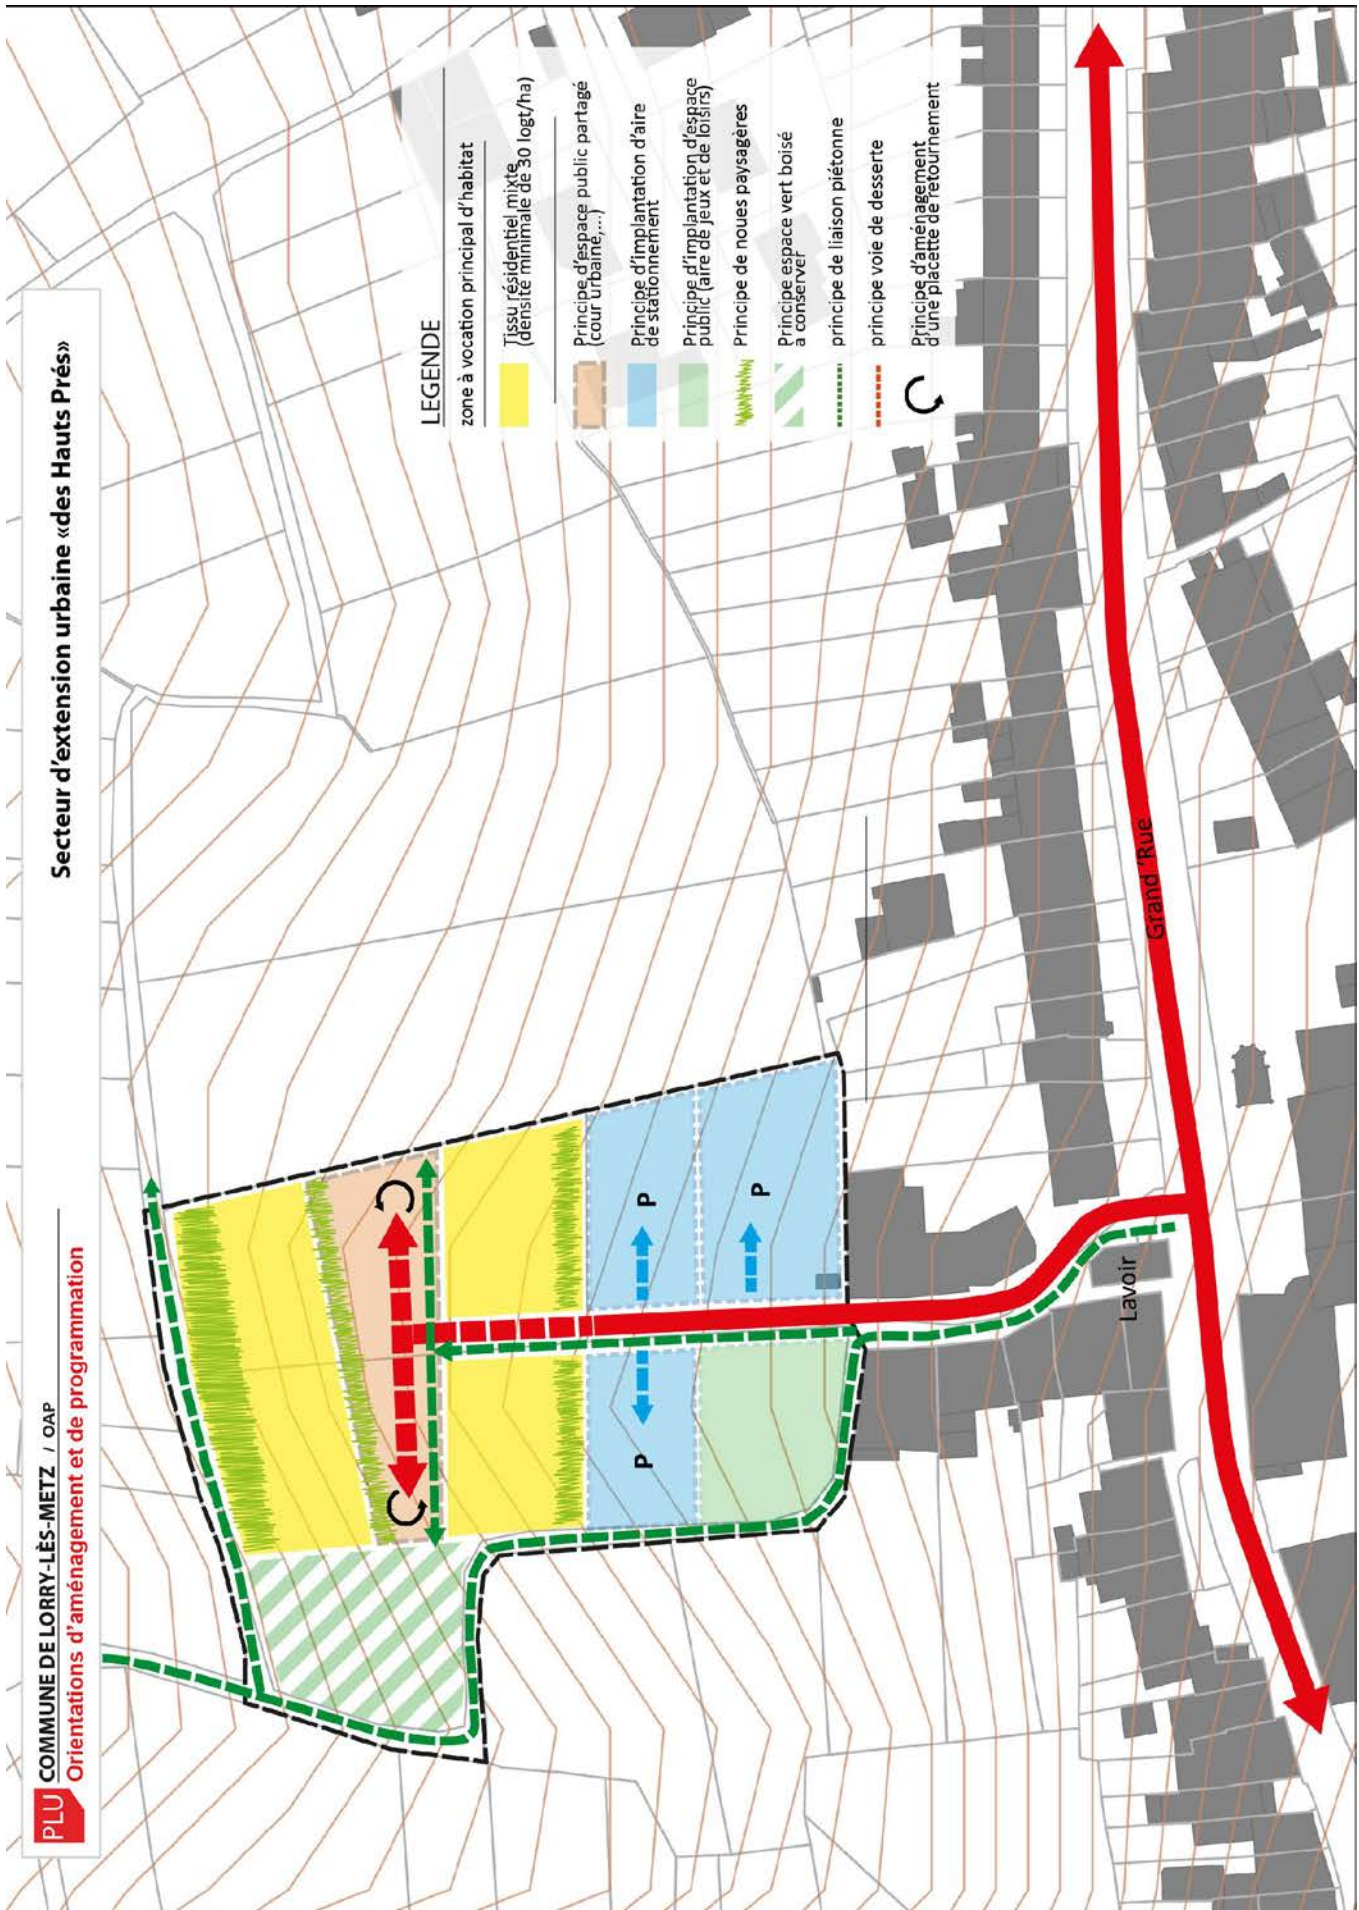 PLU
COMMUNE DE LORRY-LÈS-METZ / OAP
Orientations d'aménagement et de programmation
Secteur d'extension urbaine «des Hauts Prés»
LEGENDE
zone à vocation principal d'habitat
Tissu résidentiel mixte
(densité minimale de 30 logt/ha)
Principe d'espace public partagé
(cour urbaine,...)
Principe d'implantation d'aire
de stationnement
Principe d'implantation d'espace
public (aire de jeux et de loisirs)
Principe de noues paysagères
Principe espace vert boisé
a conserver
principe de liaison piétonne
principe voie de desserte
Principe d'aménagement
d'une placette de retournement
P
P
P
Lavoir
Grand 'Rue